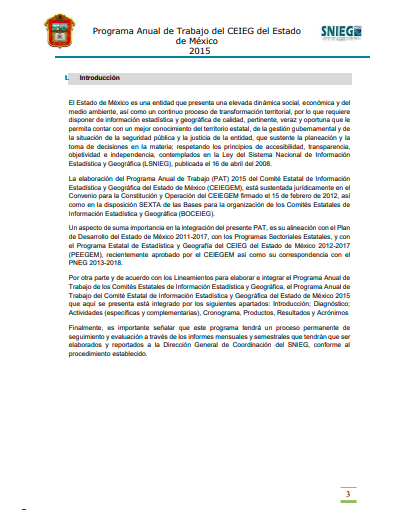 Programa Anual de Trabajo del CEIEG del Estado
de México
2015
SNIEG
I. Introducción
El Estado de México es una entidad que presenta una elevada dinámica social, económica y del
medio ambiente, así como un continuo proceso de transformación territorial, por lo que requiere
disponer de información estadística y geográfica de calidad, pertinente, veraz y oportuna que le
permita contar con un mejor conocimiento del territorio estatal, de la gestión gubernamental y de
la situación de la seguridad pública y la justicia de la entidad, que sustente la planeación y la
toma de decisiones en la materia; respetando los principios de accesibilidad, transparencia,
objetividad e independencia, contemplados en la Ley del Sistema Nacional de Información
Estadística y Geográfica (LSNIEG), publicada el 16 de abril del 2008.
La elaboración del Programa Anual de Trabajo (PAT) 2015 del Comité Estatal de Información
Estadística y Geográfica del Estado de México (CEIEGEM), está sustentada jurídicamente en el
Convenio para la Constitución y Operación del CEIEGEM firmado el 15 de febrero de 2012, así
como en la disposición SEXTA de las Bases para la organización de los Comités Estatales de
Información Estadística y Geográfica (BOCEIEG).
Un aspecto de suma importancia en la integración del presente PAT, es su alineación con el Plan
de Desarrollo del Estado de México 2011-2017, con los Programas Sectoriales Estatales, y con
el Programa Estatal de Estadística y Geografía del CEIEG del Estado de México 2012-2017
(PEEGEM), recientemente aprobado por el CEIEGEM así como su correspondencia con el
PNEG 2013-2018.
Por otra parte y de acuerdo con los Lineamientos para elaborar e integrar el Programa Anual de
Trabajo de los Comités Estatales de Información Estadística y Geográfica, el Programa Anual de
Trabajo del Comité Estatal de Información Estadística y Geográfica del Estado de México 2015
que aquí se presenta está integrado por los siguientes apartados: Introducción; Diagnóstico;
Actividades (específicas y complementarias), Cronograma, Productos, Resultados y Acrónimos
Finalmente, es importante señalar que este programa tendrá un proceso permanente de
seguimiento y evaluación a través de los informes mensuales y semestrales que tendrán que ser
elaborados y reportados a la Dirección General de Coordinación del SNIEG, conforme al
procedimiento establecido.
3